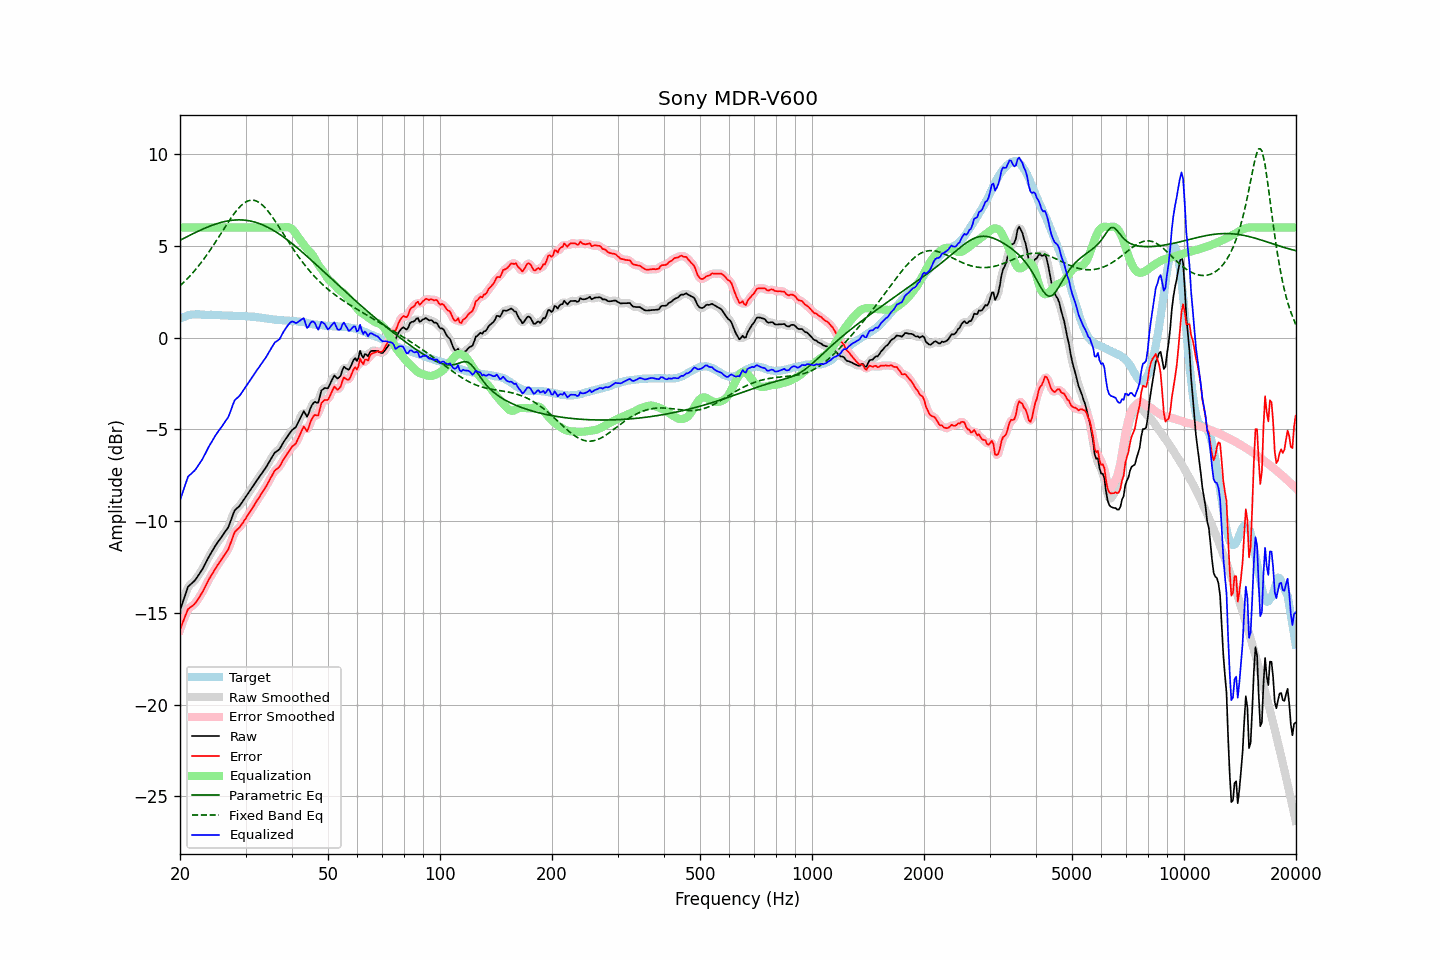 Sony MDR-V600
Amplitude (dBr)
10
5
0
−5
−10
−15
−20
−25
Target
Raw Smoothed
Error Smoothed
Raw
Error
Equalization
Parametric Eq
Fixed Band Eq
Equalized
20 50 100 200 500 1000 2000 5000 10000 20000
Frequency (Hz)